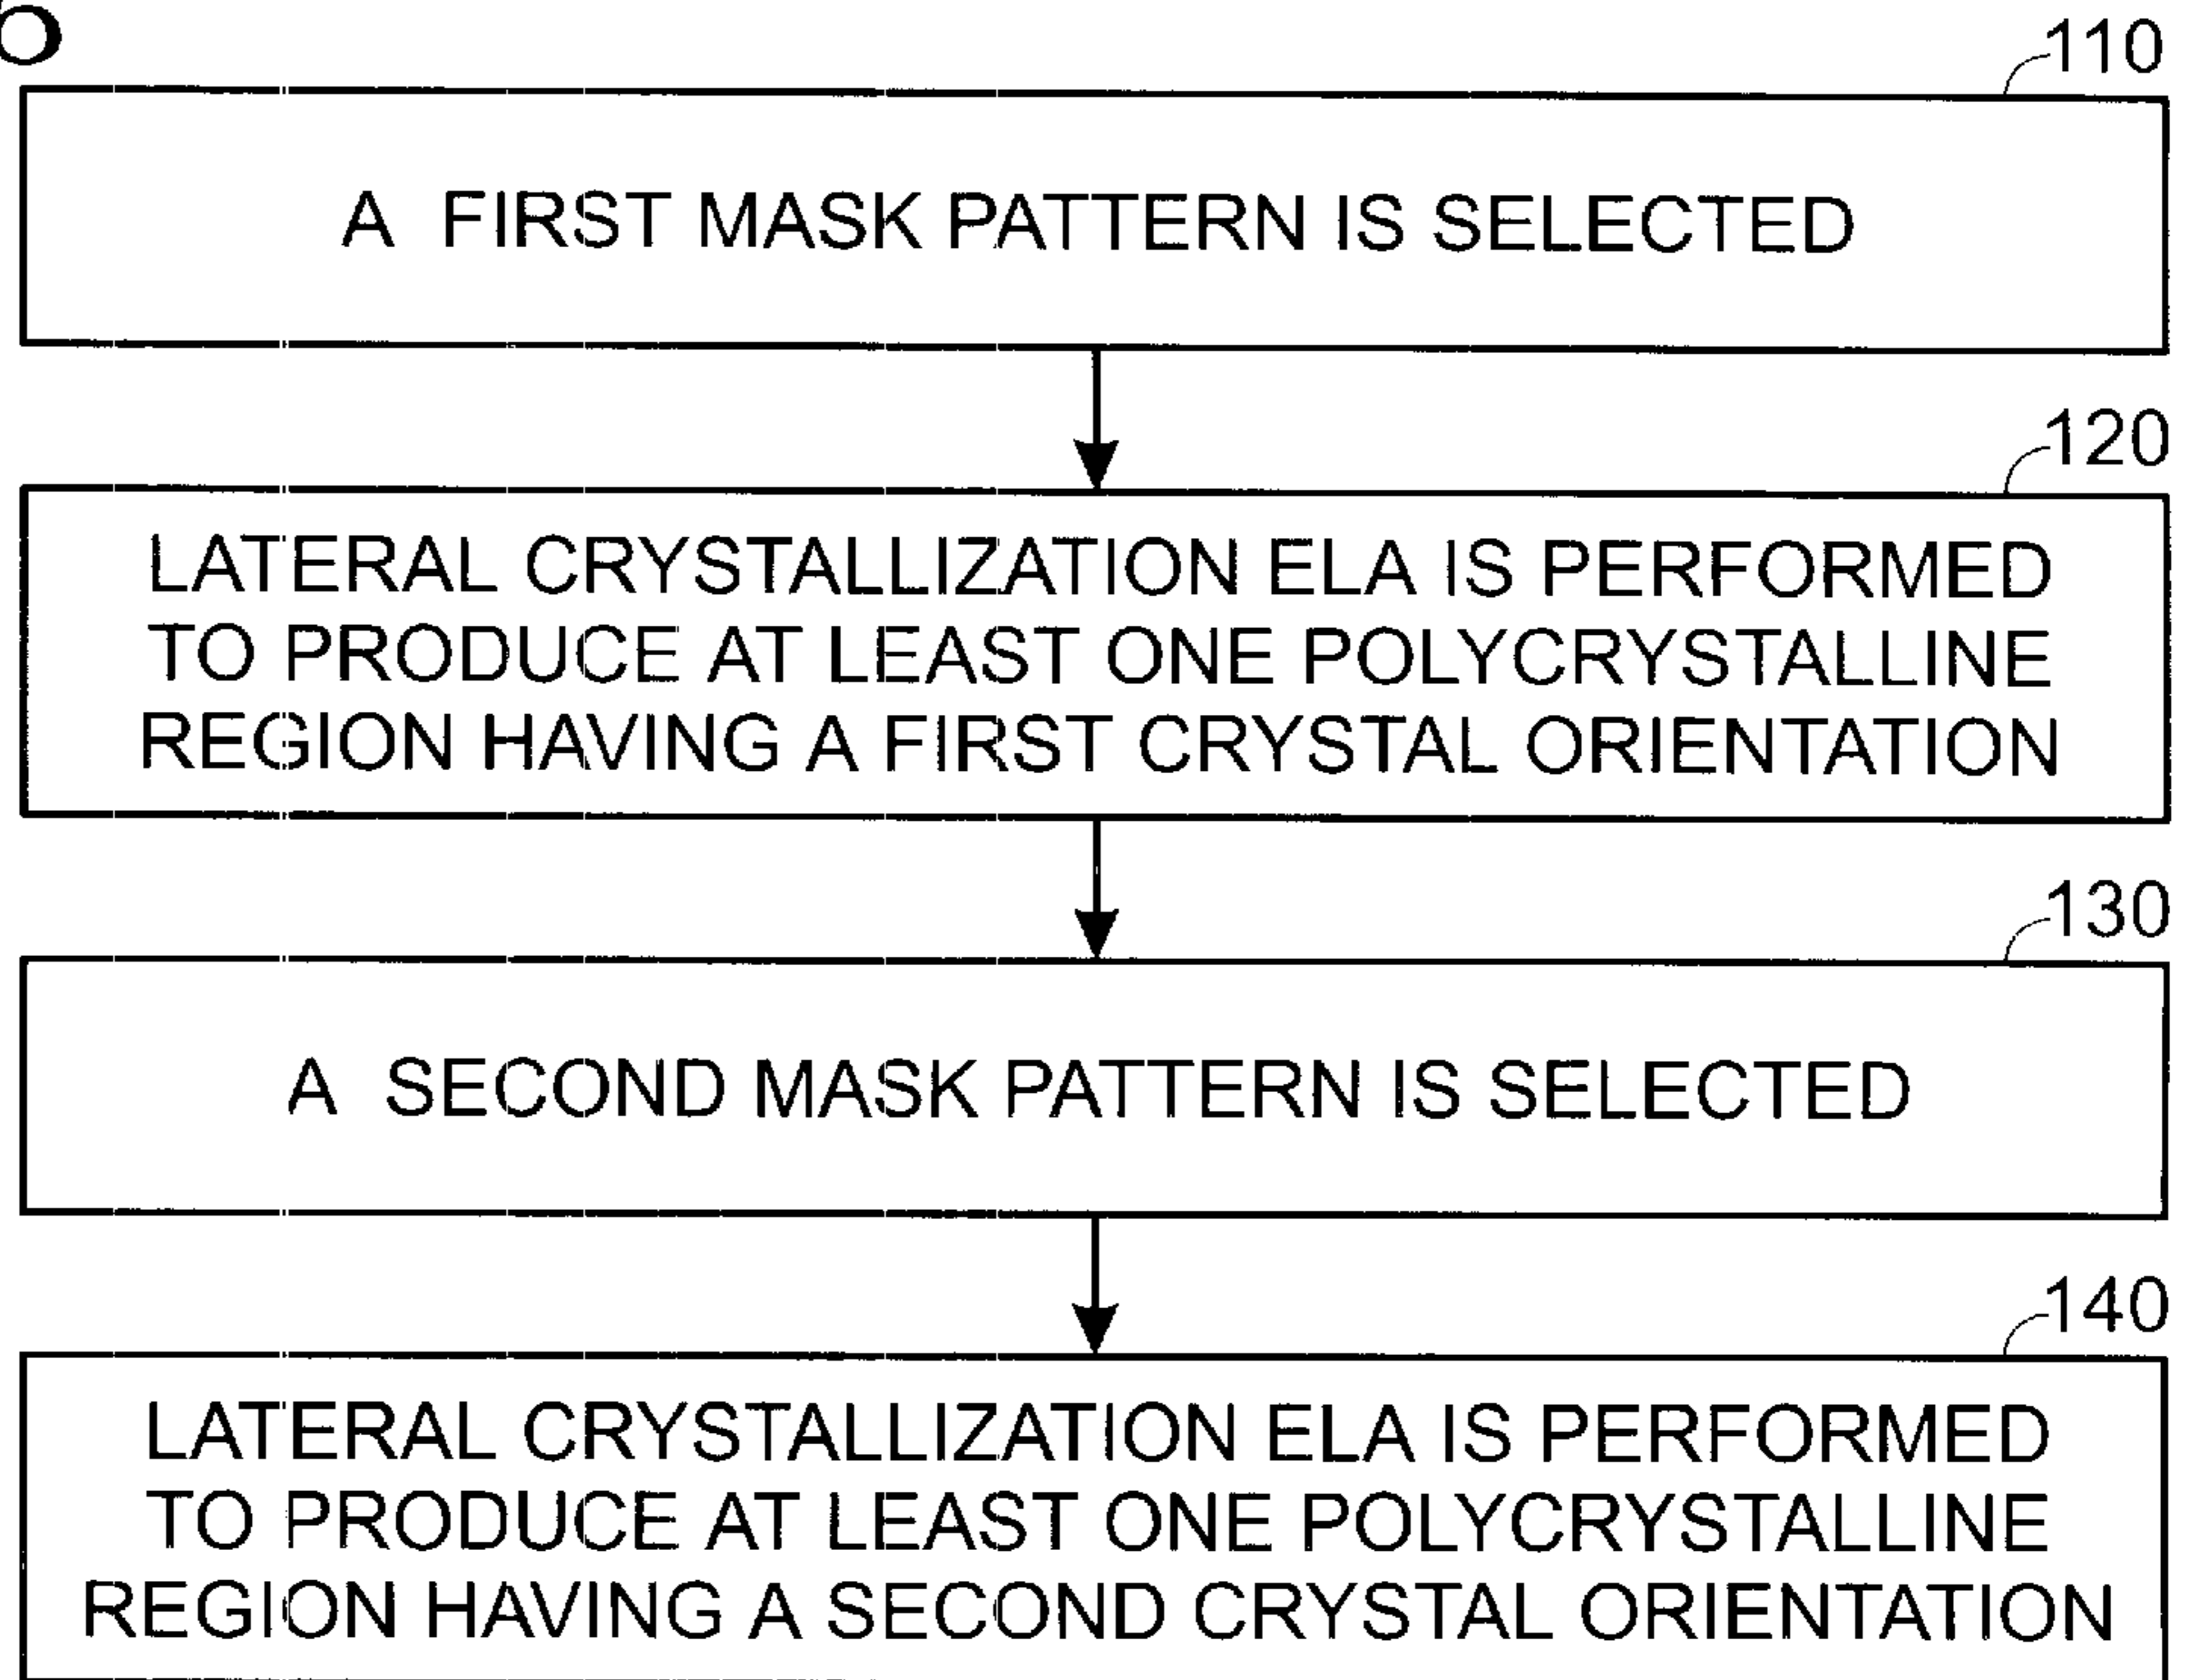 110
A FIRST MASK PATTERN IS SELECTED
120
LATERAL CRYSTALLIZATION ELA IS PERFORMED
TO PRODUCE AT LEAST ONE POLYCRYSTALLINE
REGION HAVING A FIRST CRYSTAL ORIENTATION
130
A SECOND MASK PATTERN IS SELECTED
140
LATERAL CRYSTALLIZATION ELA IS PERFORMED
TO PRODUCE AT LEAST ONE POLYCRYSTALLINE
REGION HAVING A SECOND CRYSTAL ORIENTATION